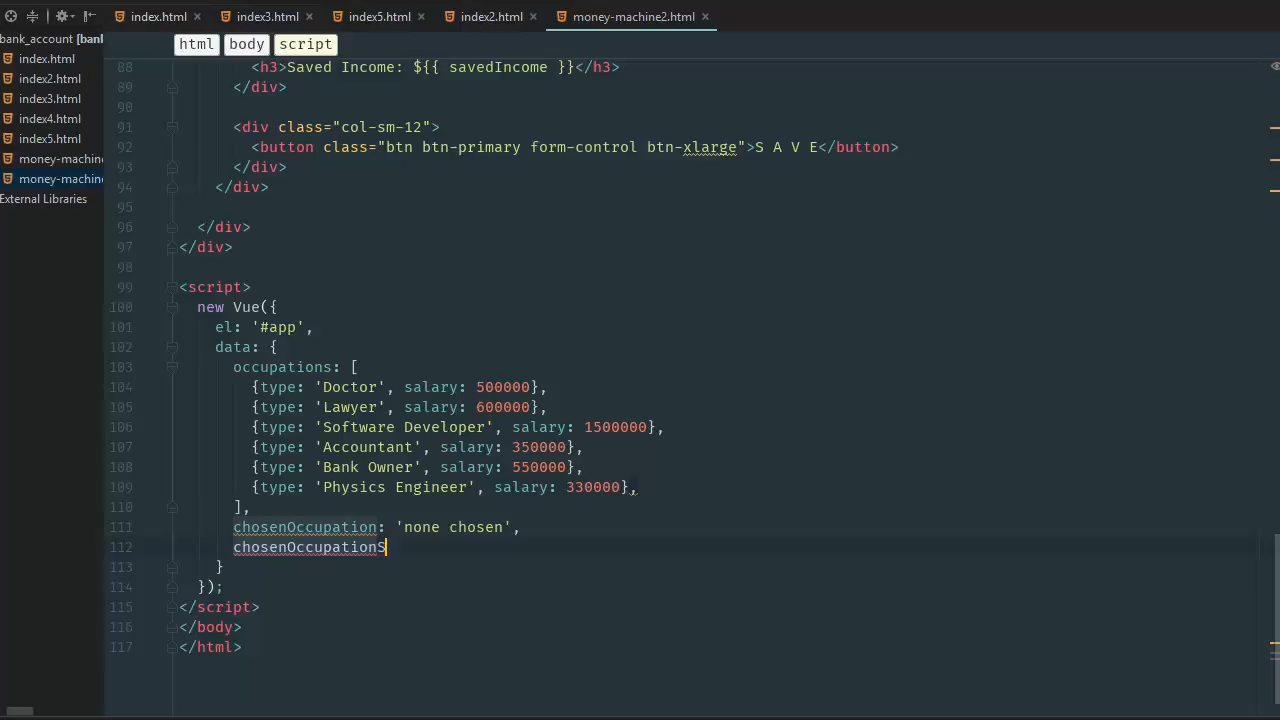 index.html index3.html index5.html index2.html money-machine2.html
bank_account [bank
index.html
index2.html
index3.html
index4.html
index5.html
money-machine
money-machine
External Libraries
html body script
88 <h3>Saved Income: ${{ savedIncome }}</h3>
89 </div>
90
91 <div class="col-sm-12">
92 <button class="btn btn-primary form-control btn-xlarge">S A V E</button>
93 </div>
94 </div>
95
96 </div>
97 </div>
98
99 <script>
100 new Vue({
101 el: '#app',
102 data: {
103 occupations: [
104 {type: 'Doctor', salary: 500000},
105 {type: 'Lawyer', salary: 600000},
106 {type: 'Software Developer', salary: 1500000},
107 {type: 'Accountant', salary: 350000},
108 {type: 'Bank Owner', salary: 550000},
109 {type: 'Physics Engineer', salary: 330000},
110 ],
111 chosenOccupation: 'none chosen',
112 chosenOccupationS
113 }
114 });
115 </script>
116 </body>
117 </html>